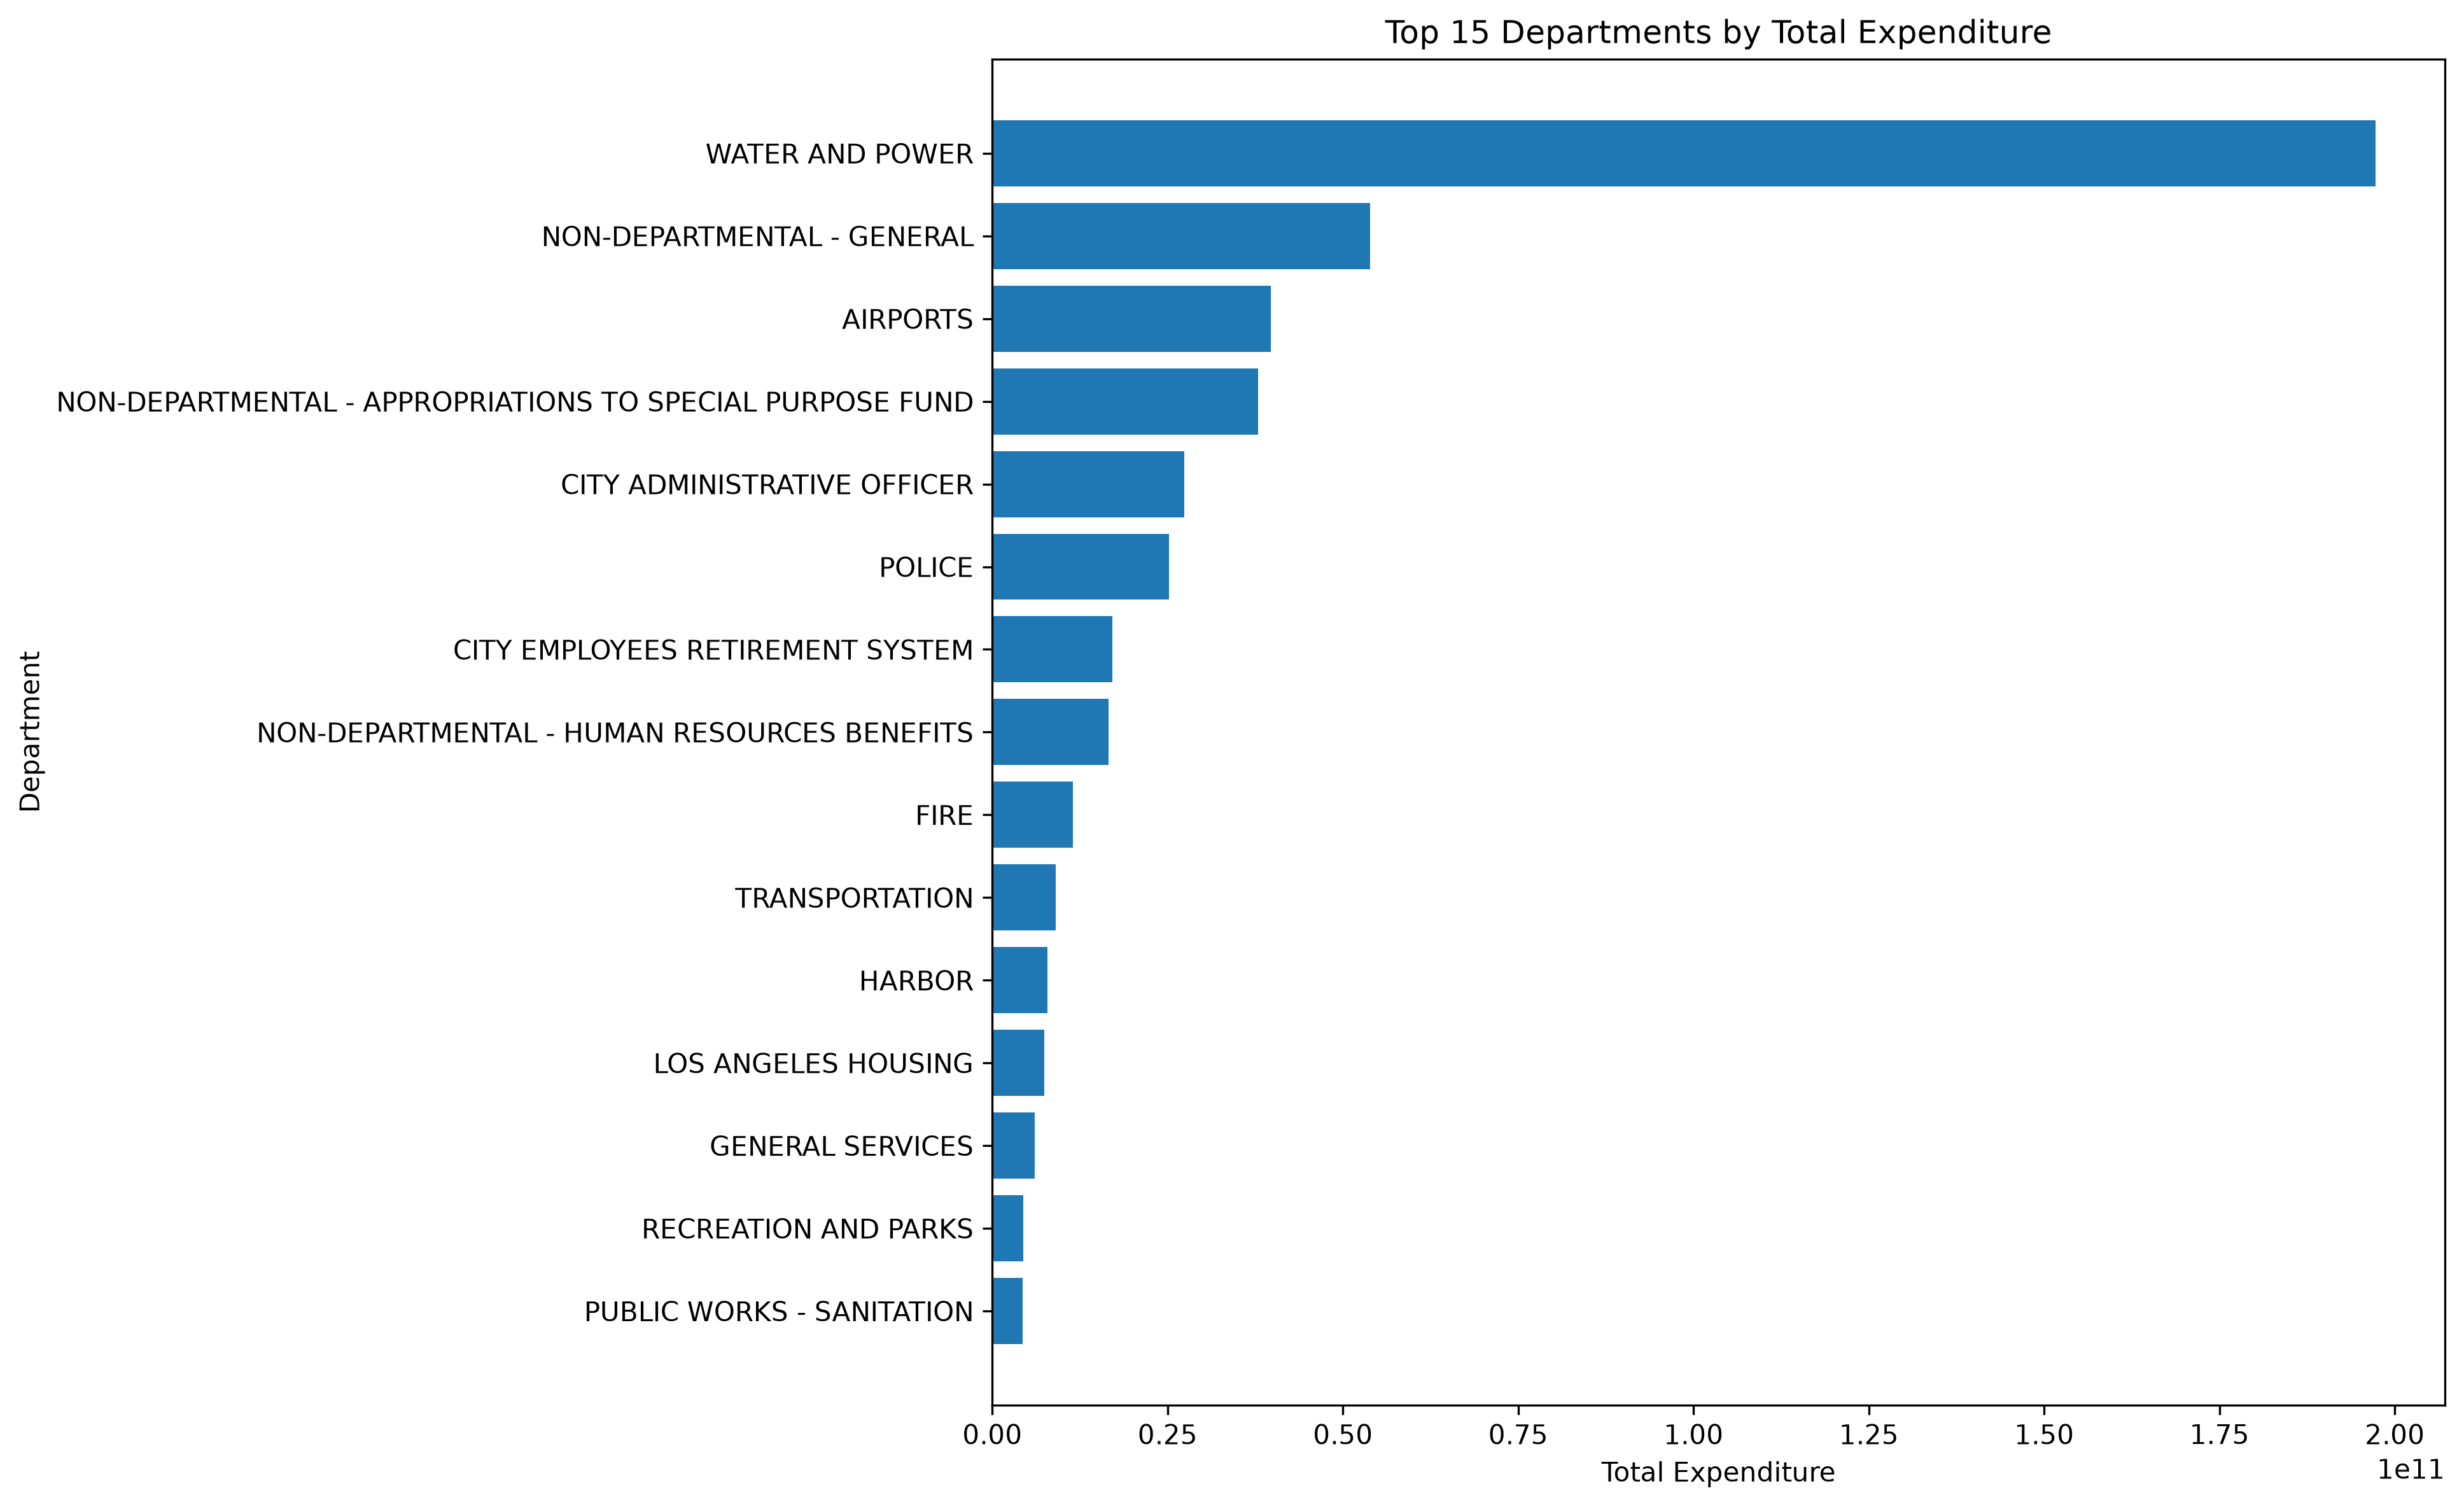 Top 15 Departments by Total Expenditure
WATER AND POWER
NON-DEPARTMENTAL - GENERAL
AIRPORTS
NON-DEPARTMENTAL - APPROPRIATIONS TO SPECIAL PURPOSE FUND
CITY ADMINISTRATIVE OFFICER
POLICE
CITY EMPLOYEES RETIREMENT SYSTEM
NON-DEPARTMENTAL - HUMAN RESOURCES BENEFITS
FIRE
TRANSPORTATION
HARBOR
LOS ANGELES HOUSING
GENERAL SERVICES
RECREATION AND PARKS
PUBLIC WORKS - SANITATION
Department
0.00 0.25 0.50 0.75 1.00 1.25 1.50 1.75 2.00
1e11
Total Expenditure